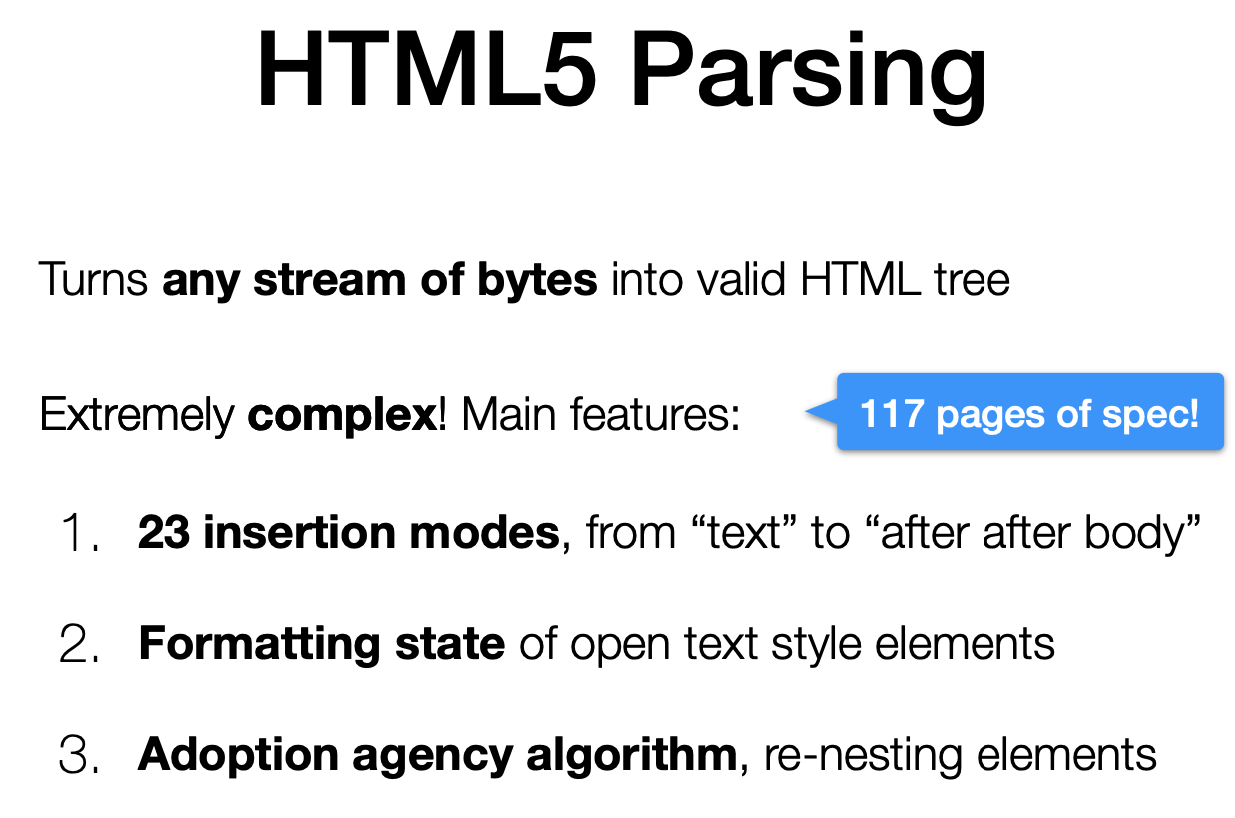 HTML5 Parsing
Turns any stream of bytes into valid HTML tree
Extremely complex! Main features:
117 pages of spec!
1. 23 insertion modes, from “text” to “after after body”
2. Formatting state of open text style elements
3. Adoption agency algorithm, re-nesting elements